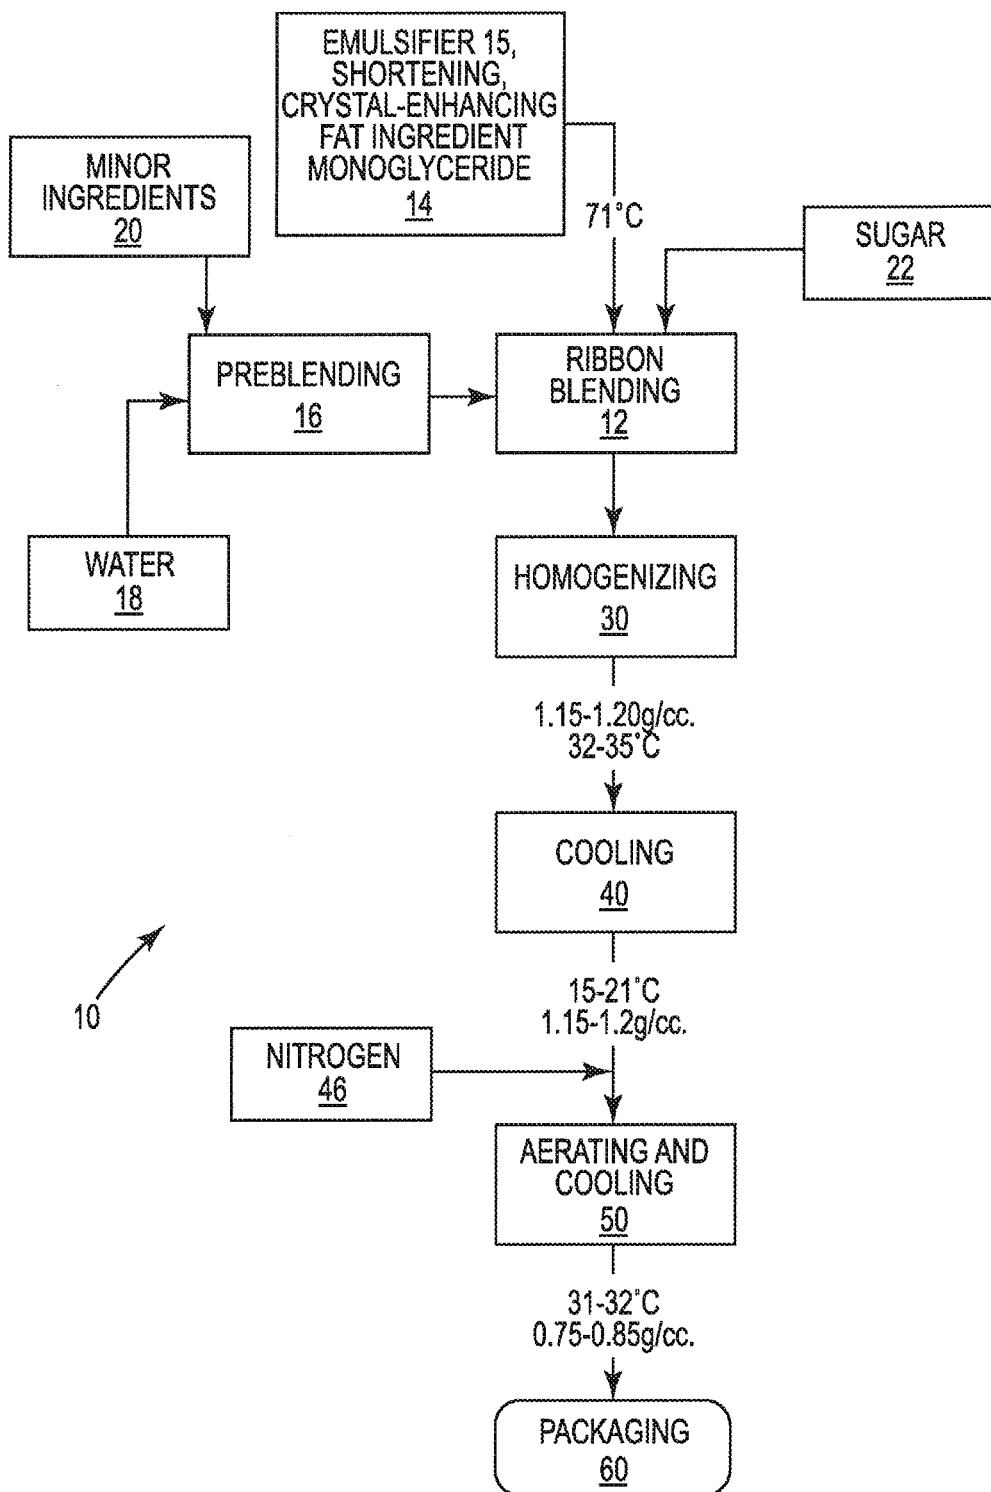 EMULSIFIER 15,
SHORTENING,
CRYSTAL-ENHANCING
FAT INGREDIENT
MONOGLYCERIDE
14
MINOR
INGREDIENTS
20
71°C
SUGAR
22
PREBLENDING
16
RIBBON
BLENDING
12
WATER
18
HOMOGENIZING
30
1.15-1.20g/cc.
32-35°C
COOLING
40
10
15-21°C
1.15-1.2g/cc.
NITROGEN
46
AERATING AND
COOLING
50
31-32°C
0.75-0.85g/cc.
PACKAGING
60